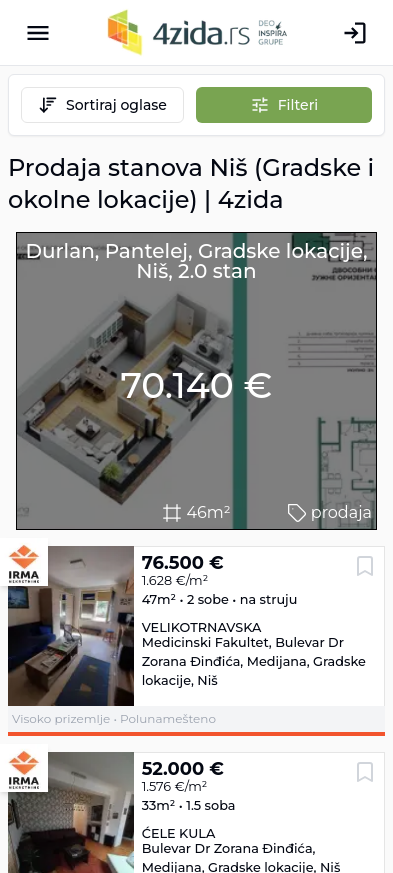 4zida.rs
DEO
INSPIRA
GRUPE
Sortiraj oglase
Filteri
Prodaja stanova Niš (Gradske i
okolne lokacije) | 4zida
Durlan, Pantelej, Gradske lokacije,
Niš, 2.0 stan
ДВОСОБНИ С
ЈУЖНЕ ОРИЈЕНТАЦ
70.140 €
46m²
prodaja
IRMA
NEKRETNINE
76.500 €
1.628 €/m²
47m² • 2 sobe • na struju
VELIKOTRNAVSKA
Medicinski Fakultet, Bulevar Dr
Zorana Đinđića, Medijana, Gradske
lokacije, Niš
Visoko prizemlje • Polunamešteno
IRMA
NEKRETNINE
52.000 €
1.576 €/m²
33m² • 1.5 soba
ĆELE KULA
Bulevar Dr Zorana Đinđića,
Medijana, Gradske lokacije, Niš